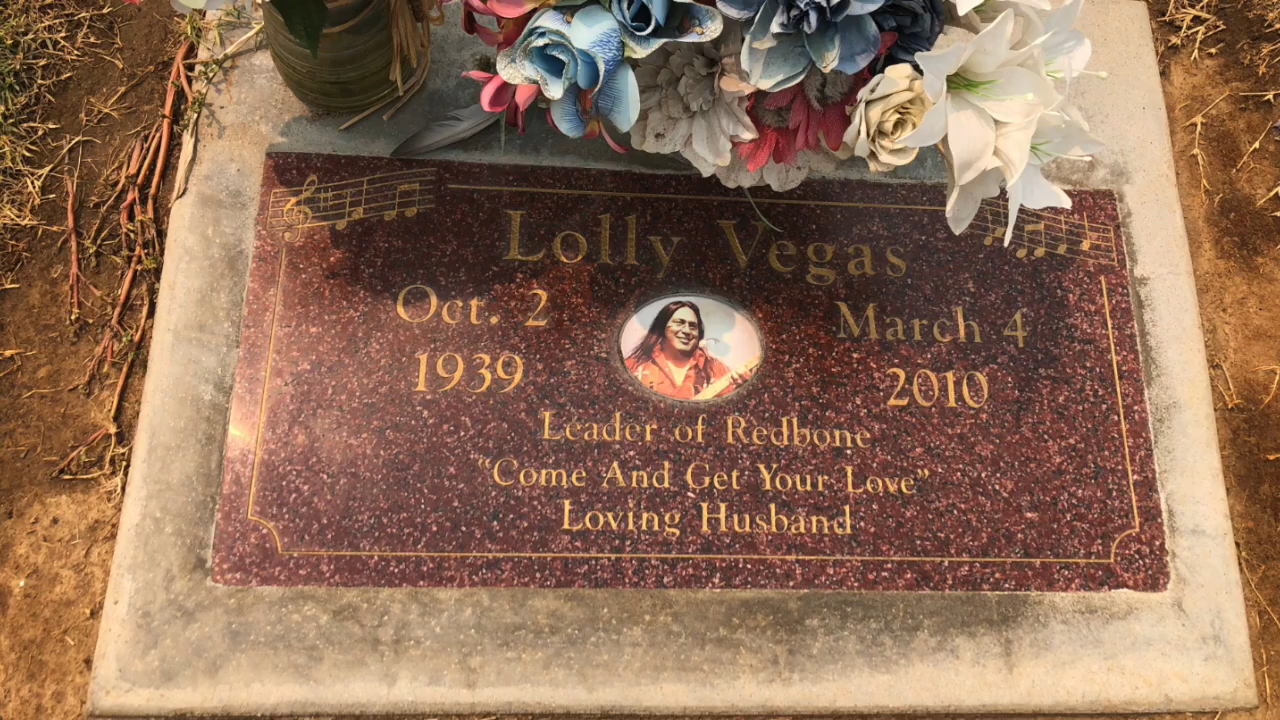 Lolly Vegas
Oct. 2 March 4
1939 2010
Leader of Redbone
“Come And Get Your Love”
Loving Husband